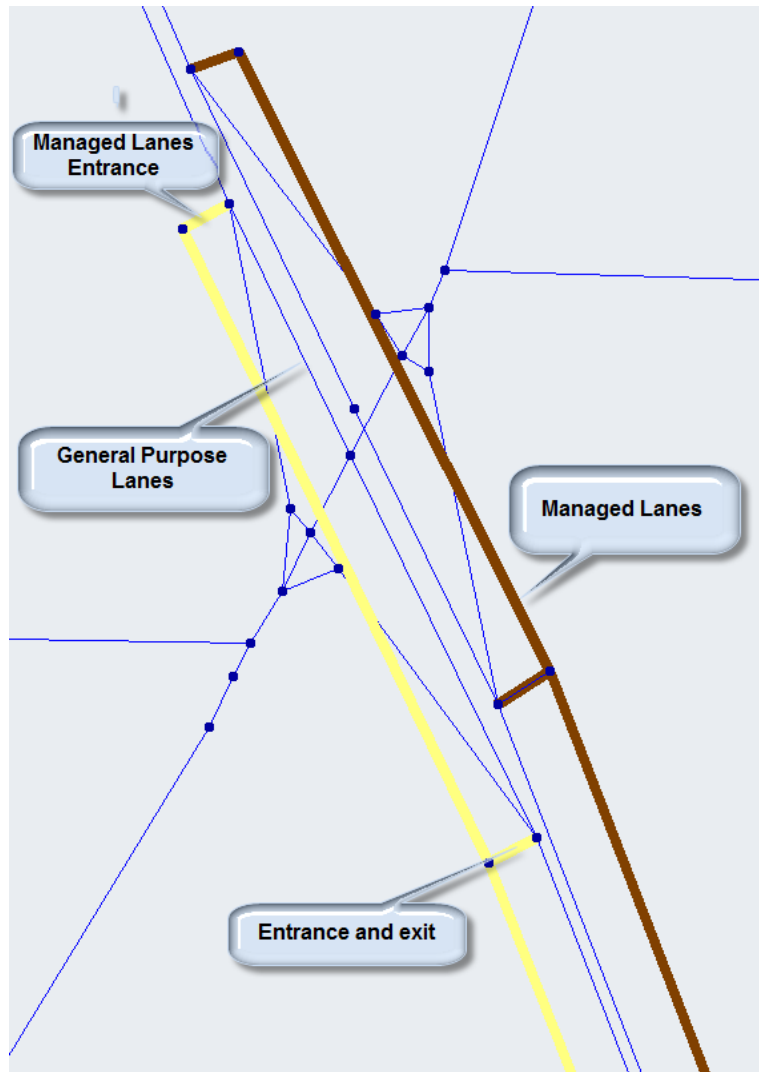 Managed Lanes
Entrance
General Purpose
Lanes
Managed Lanes
Entrance and exit